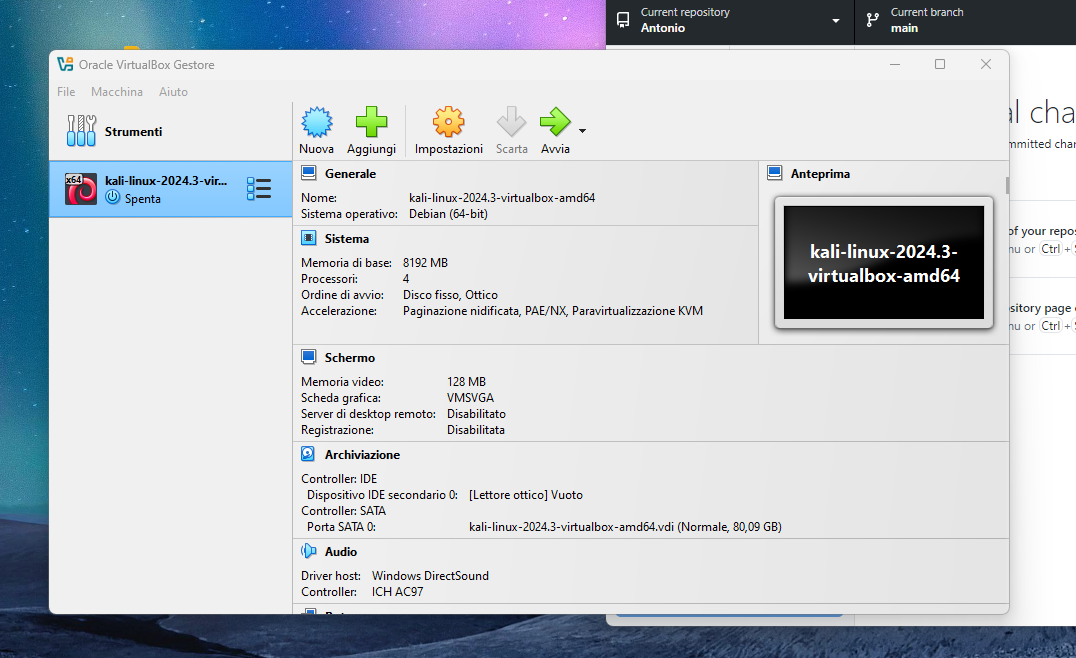 Current repository
Antonio
Current branch
main
Oracle VirtualBox Gestore
File Macchina Aiuto
Strumenti
Nuova Aggiungi Impostazioni Scarta Avvia
x64
kali-linux-2024.3-vir...
Spenta
Generale
Nome: kali-linux-2024.3-virtualbox-amd64
Sistema operativo: Debian (64-bit)
Anteprima
kali-linux-2024.3-
virtualbox-amd64
Sistema
Memoria di base: 8192 MB
Processori: 4
Ordine di avvio: Disco fisso, Ottico
Accelerazione: Paginazione nidificata, PAE/NX, Paravirtualizzazione KVM
Schermo
Memoria video: 128 MB
Scheda grafica: VMSVGA
Server di desktop remoto: Disabilitato
Registrazione: Disabilitata
Archiviazione
Controller: IDE
Dispositivo IDE secondario 0: [Lettore ottico] Vuoto
Controller: SATA
Porta SATA 0: kali-linux-2024.3-virtualbox-amd64.vdi (Normale, 80,09 GB)
Audio
Driver host: Windows DirectSound
Controller: ICH AC97
al cha
mmitted char
of your repos
nu or Ctrl +
sitory page
nu or Ctrl +